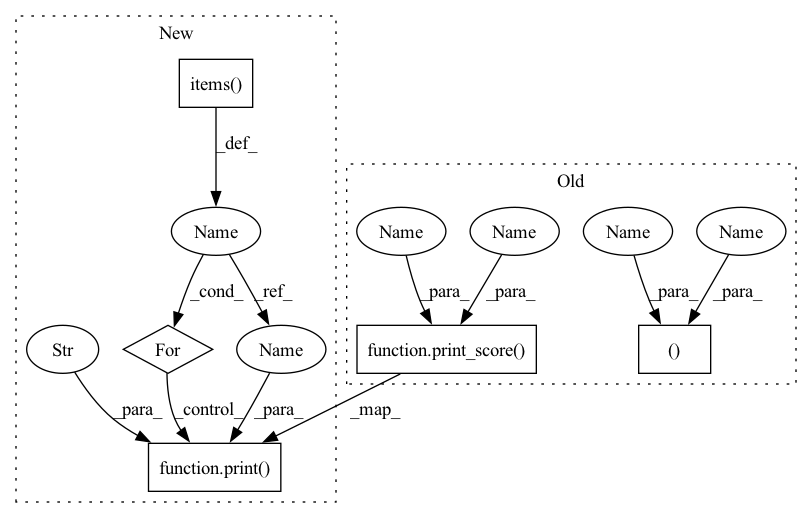 New
items()
_def_
Old
Name
Name
Name
Name
Name
_cond_
_ref_
_para_
_para_
_para_
_para_
Str
For
Name
function.print_score()
()
_para_
_control_
_para_
_map_
function.print()